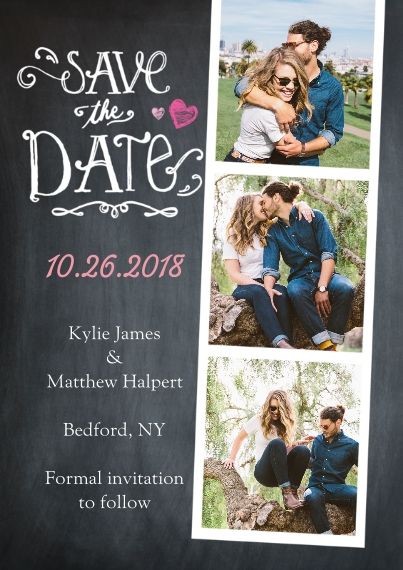 SAVE
the
DATE
10.26.2018
Kylie James
&
Matthew Halpert
Bedford, NY
Formal invitation
to follow